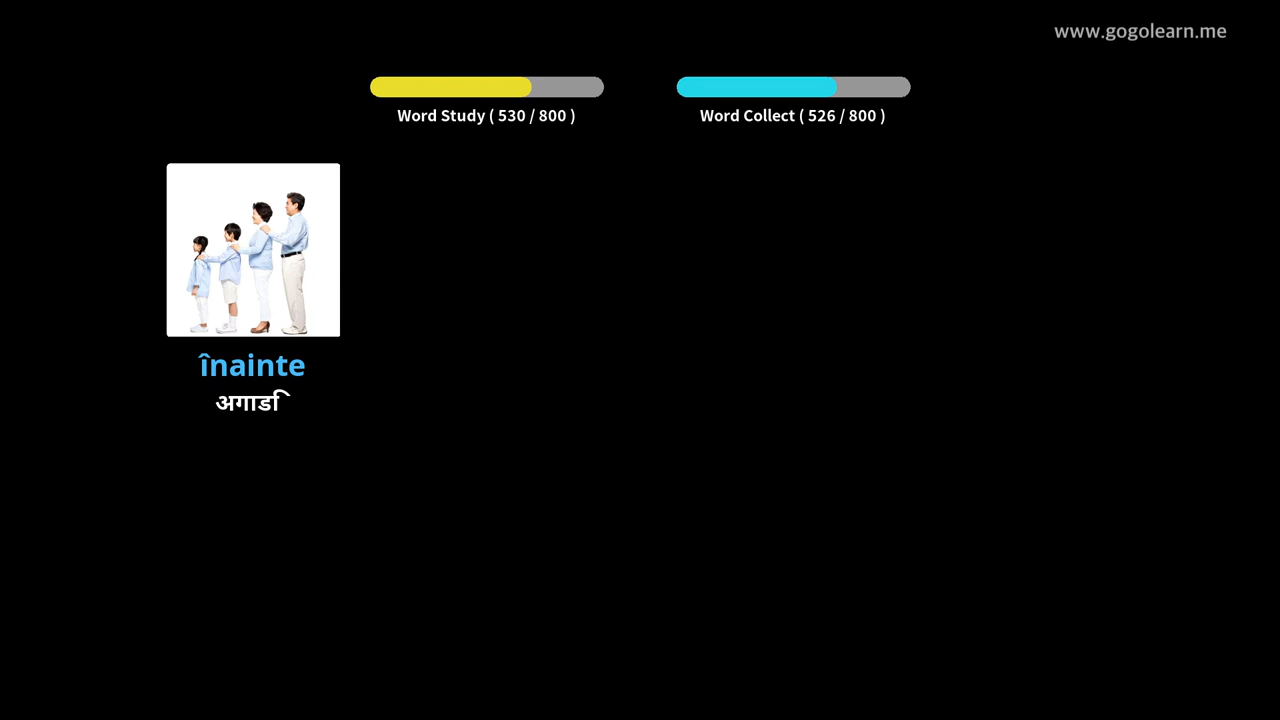 www.gogolearn.me
Word Study ( 530 / 800 )
Word Collect ( 526 / 800 )
înainte
अगाडि